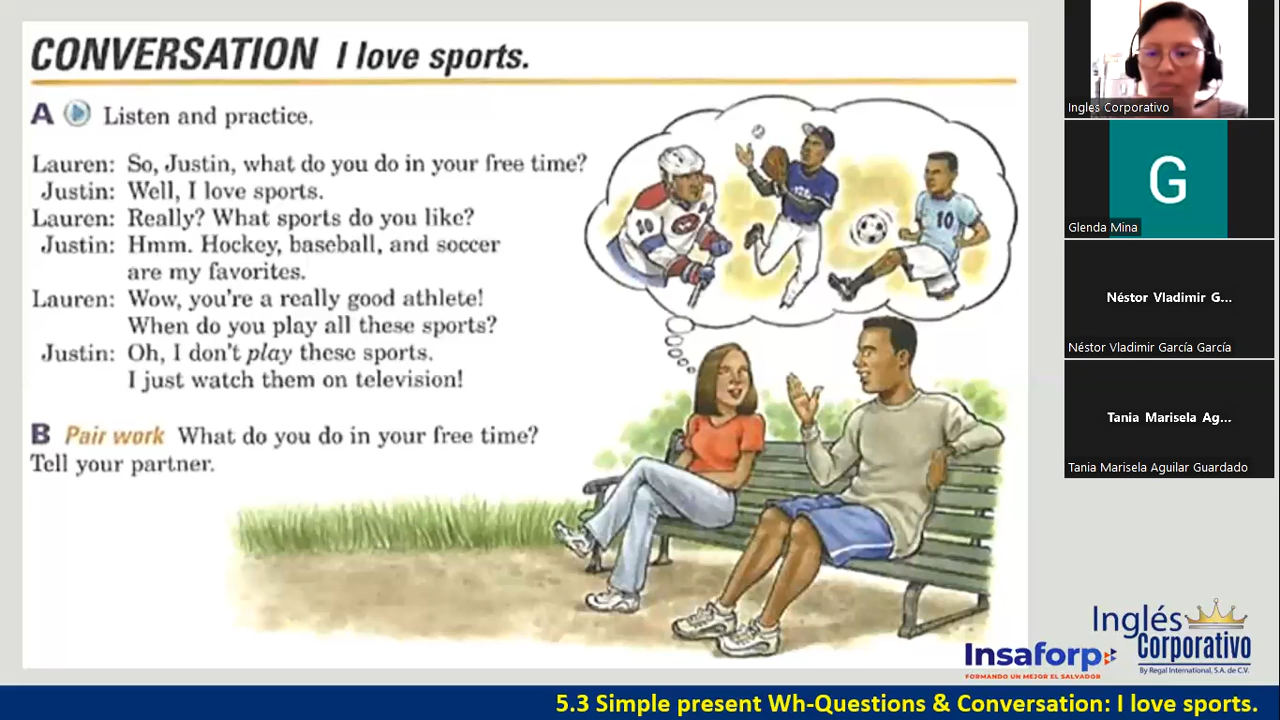 CONVERSATION I love sports.
A Listen and practice.
Lauren: So, Justin, what do you do in your free time?
Justin: Well, I love sports.
Lauren: Really? What sports do you like?
Justin: Hmm. Hockey, baseball, and soccer
are my favorites.
Lauren: Wow, you're a really good athlete!
When do you play all these sports?
Justin: Oh, I don't play these sports.
I just watch them on television!
B Pair work What do you do in your free time?
Tell your partner.
10
10
Inglés Corporativo
G
Glenda Mina
Néstor Vladimir G...
Néstor Vladimir García García
Tania Marisela Ag...
Tania Marisela Aguilar Guardado
Insaforp
FORMANDO UN MEJOR EL SALVADOR
Inglés
Corporativo
By Regal International, S.A. de C.V.
5.3 Simple present Wh-Questions & Conversation: I love sports.